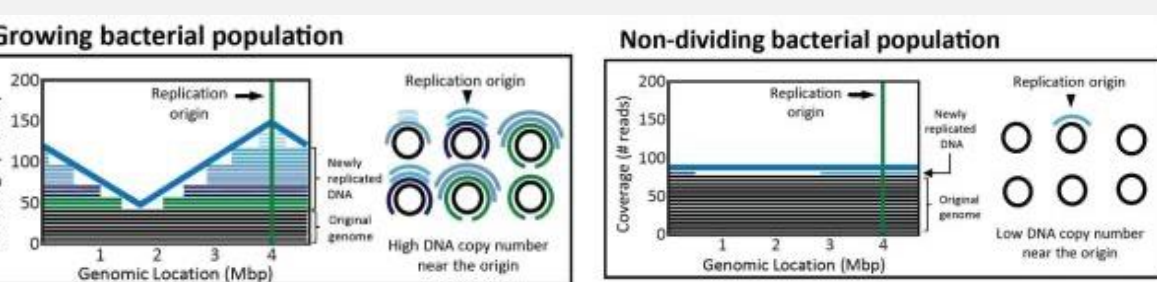 Growing bacterial population
200
150
100
50
0
Replication
origin
1 2 3 4
Genomic Location (Mbp)
Newly
replicated
DNA
Original
genome
Replication origin
High DNA copy number
near the origin
Non-dividing bacterial population
Coverage (# reads)
200
150
100
50
0
Replication
origin
1 2 3 4
Genomic Location (Mbp)
Newly
replicated
DNA
Original
genome
Replication origin
Low DNA copy number
near the origin